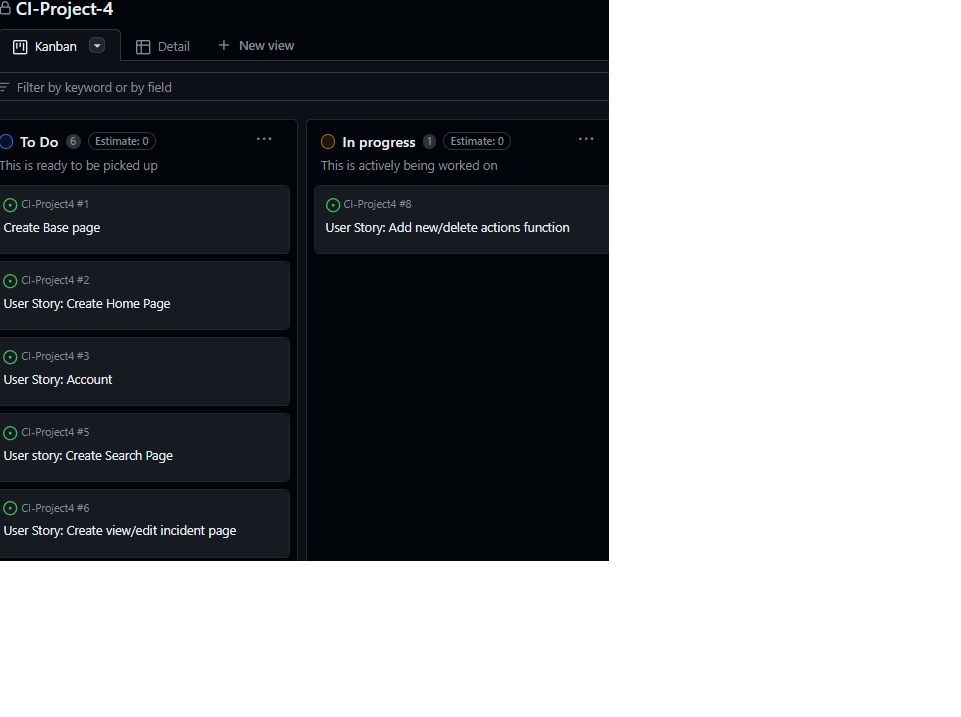 CI-Project-4
Kanban
Detail
New view
Filter by keyword or by field
To Do 6 Estimate: 0
This is ready to be picked up
CI-Project4 #1
Create Base page
CI-Project4 #2
User Story: Create Home Page
CI-Project4 #3
User Story: Account
CI-Project4 #5
User story: Create Search Page
CI-Project4 #6
User Story: Create view/edit incident page
In progress 1 Estimate: 0
This is actively being worked on
CI-Project4 #8
User Story: Add new/delete actions function